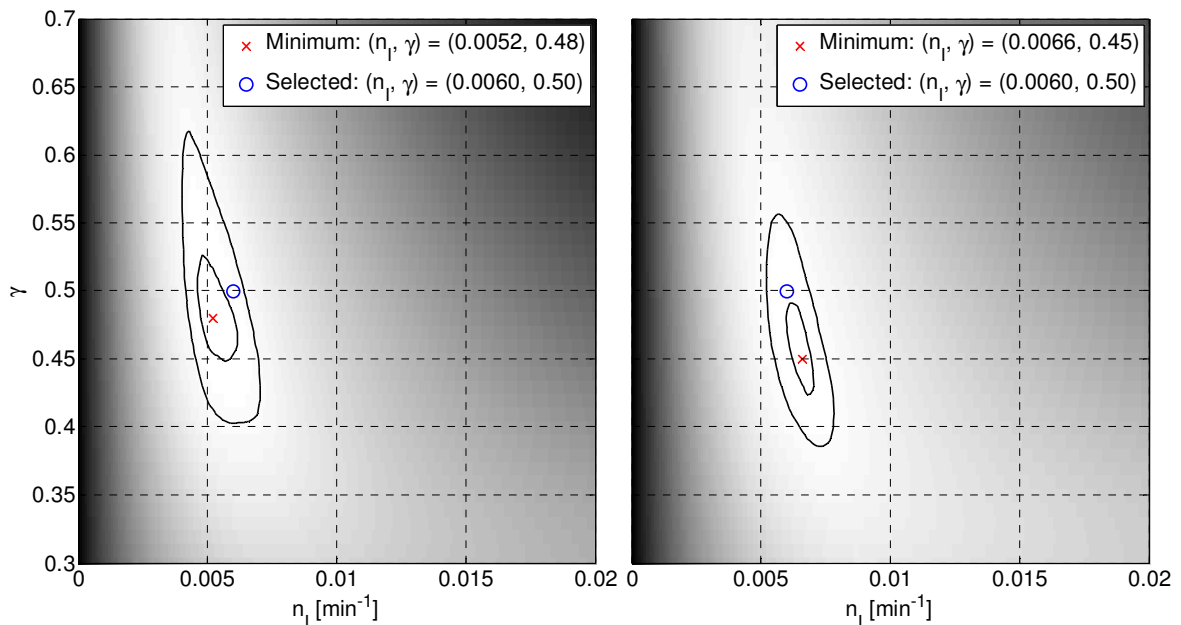 0.7
0.65
0.6
0.55
0.5
0.45
0.4
0.35
0.3
γ
Minimum: (n_I, γ) = (0.0052, 0.48)
Selected: (n_I, γ) = (0.0060, 0.50)
0 0.005 0.01 0.015 0.02
n_I [min⁻¹]
Minimum: (n_I, γ) = (0.0066, 0.45)
Selected: (n_I, γ) = (0.0060, 0.50)
0 0.005 0.01 0.015 0.02
n_I [min⁻¹]